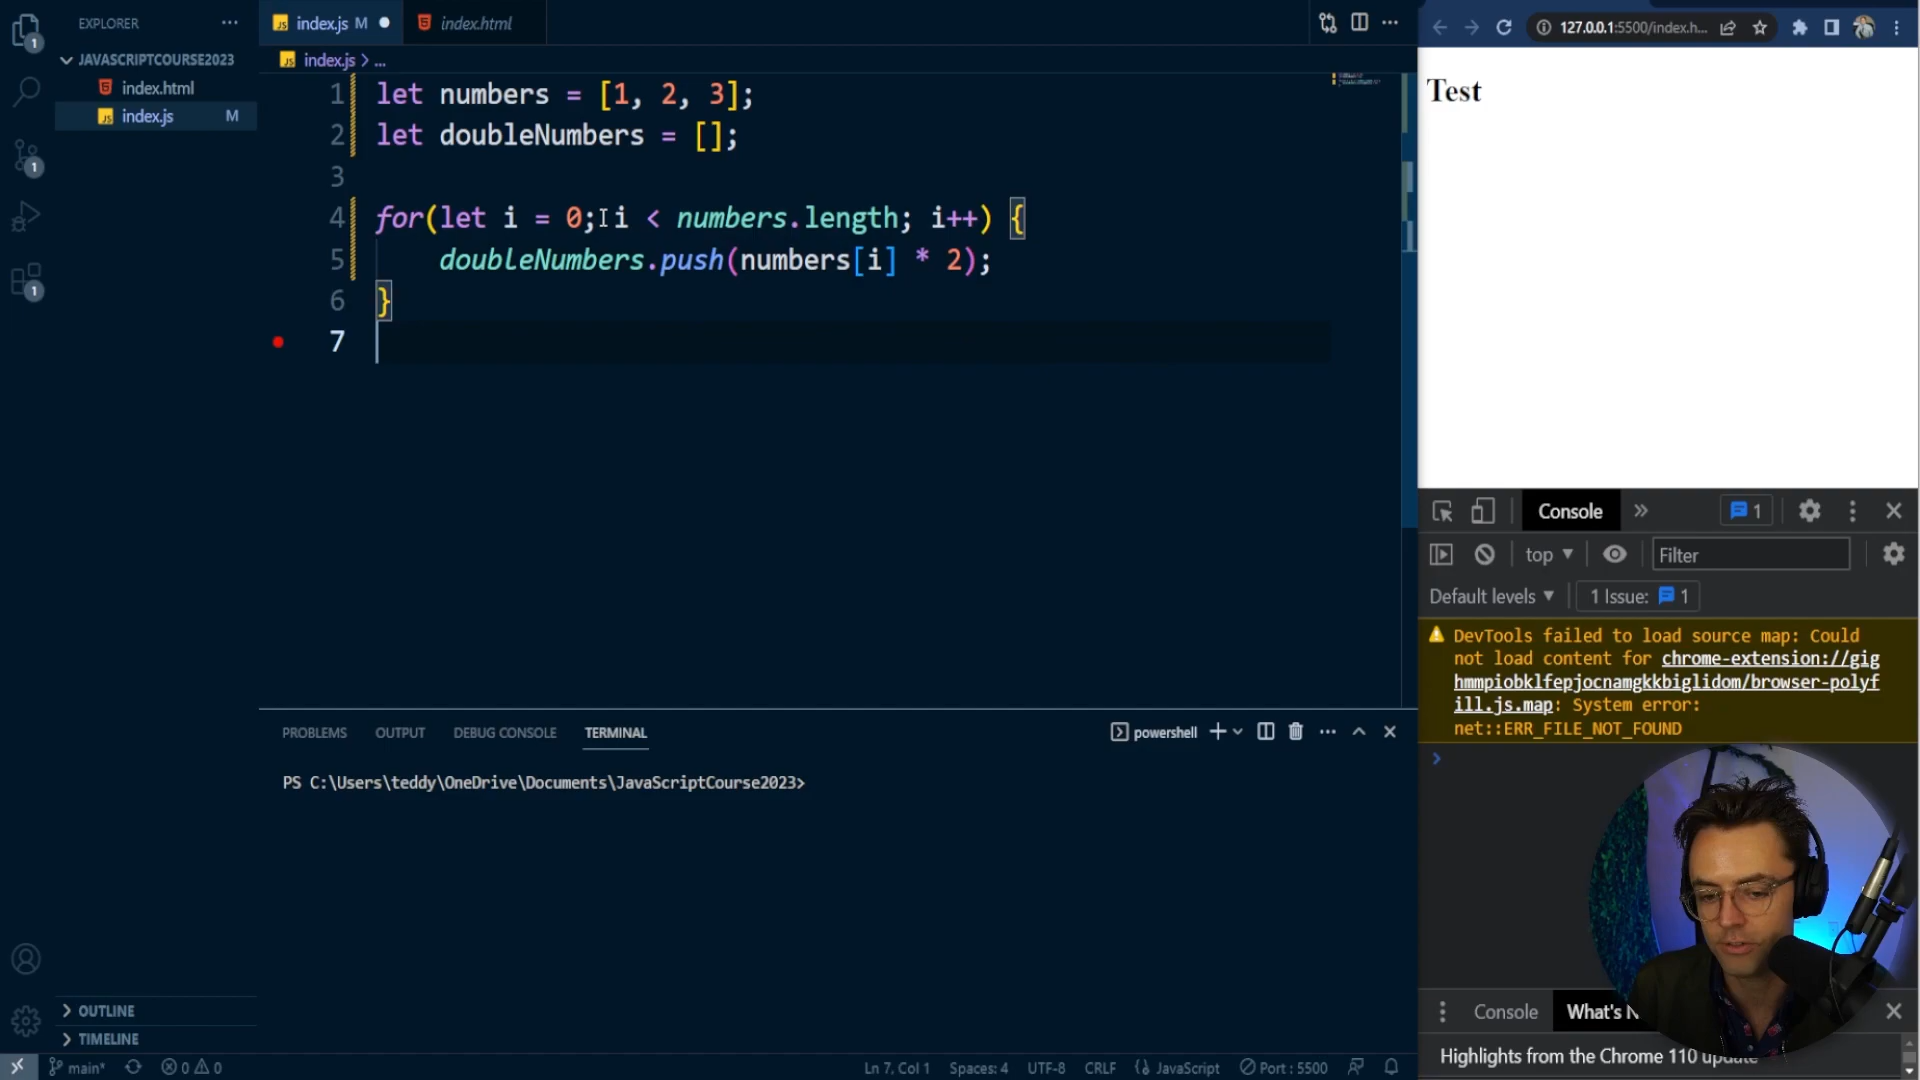 EXPLORER
JAVASCRIPTCOURSE2023
index.html
index.js M
OUTLINE
TIMELINE
index.js M
index.html
index.js > ...
1 let numbers = [1, 2, 3];
2 let doubleNumbers = [];
3
4 for(let i = 0; i < numbers.length; i++) {
5 doubleNumbers.push(numbers[i] * 2);
6 }
7
PROBLEMS OUTPUT DEBUG CONSOLE TERMINAL
powershell
PS C:\Users\teddy\OneDrive\Documents\JavaScriptCourse2023>
main* 0 0 Ln 7, Col 1 Spaces: 4 UTF-8 CRLF JavaScript Port : 5500
127.0.0.1:5500/index.h...
Test
Console 1
top Filter
Default levels 1 Issue: 1
DevTools failed to load source map: Could
not load content for chrome-extension://gig
hmmpiobklfepjocnamgkkbiglidom/browser-polyf
ill.js.map: System error:
net::ERR_FILE_NOT_FOUND
Console What's N
Highlights from the Chrome 110 update